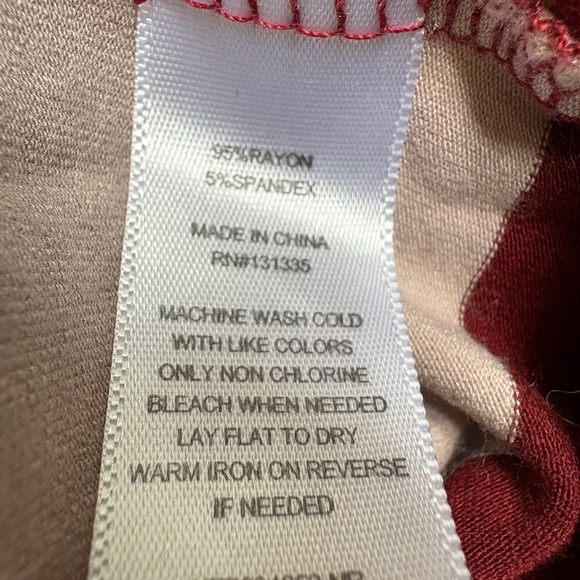 95%RAYON
5%SPANDEX
MADE IN CHINA
RN#131335
MACHINE WASH COLD
WITH LIKE COLORS
ONLY NON CHLORINE
BLEACH WHEN NEEDED
LAY FLAT TO DRY
WARM IRON ON REVERSE
IF NEEDED